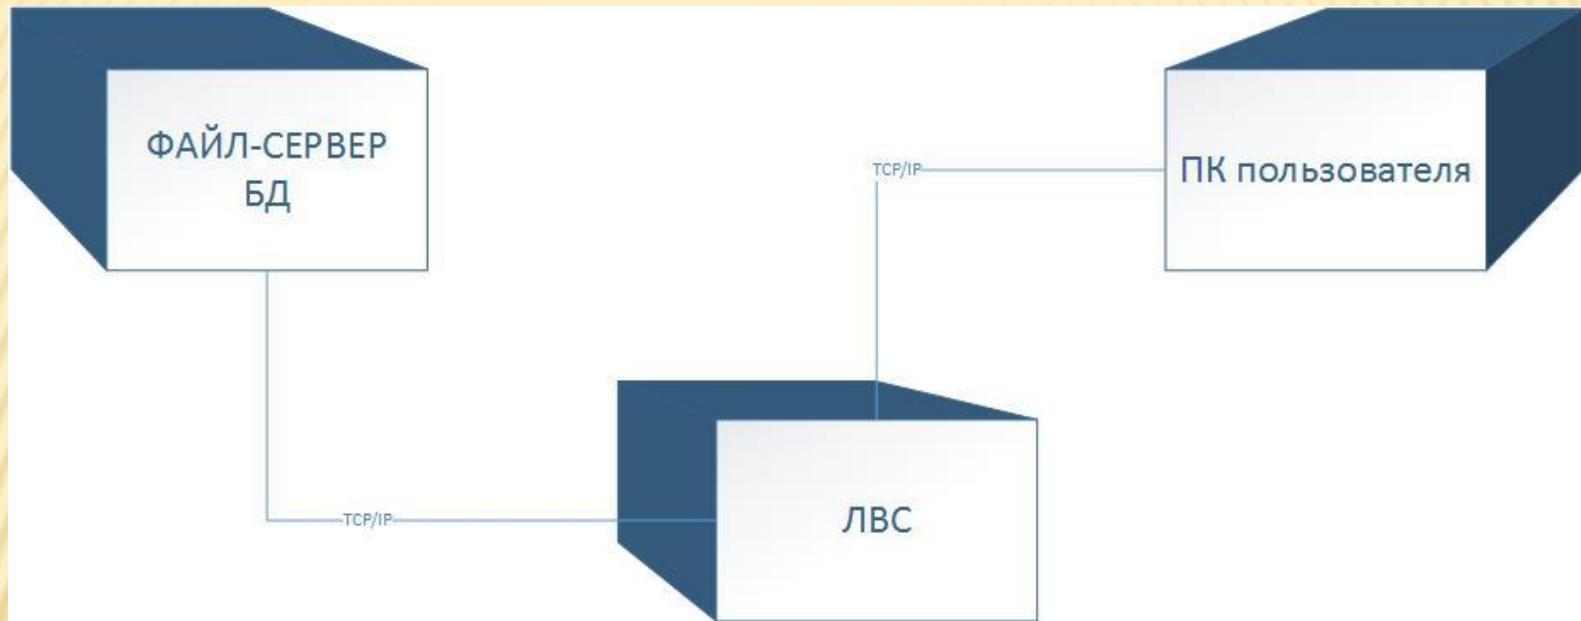 ФАЙЛ-СЕРВЕР
БД
TCP/IP
ПК пользователя
TCP/IP
ЛВС